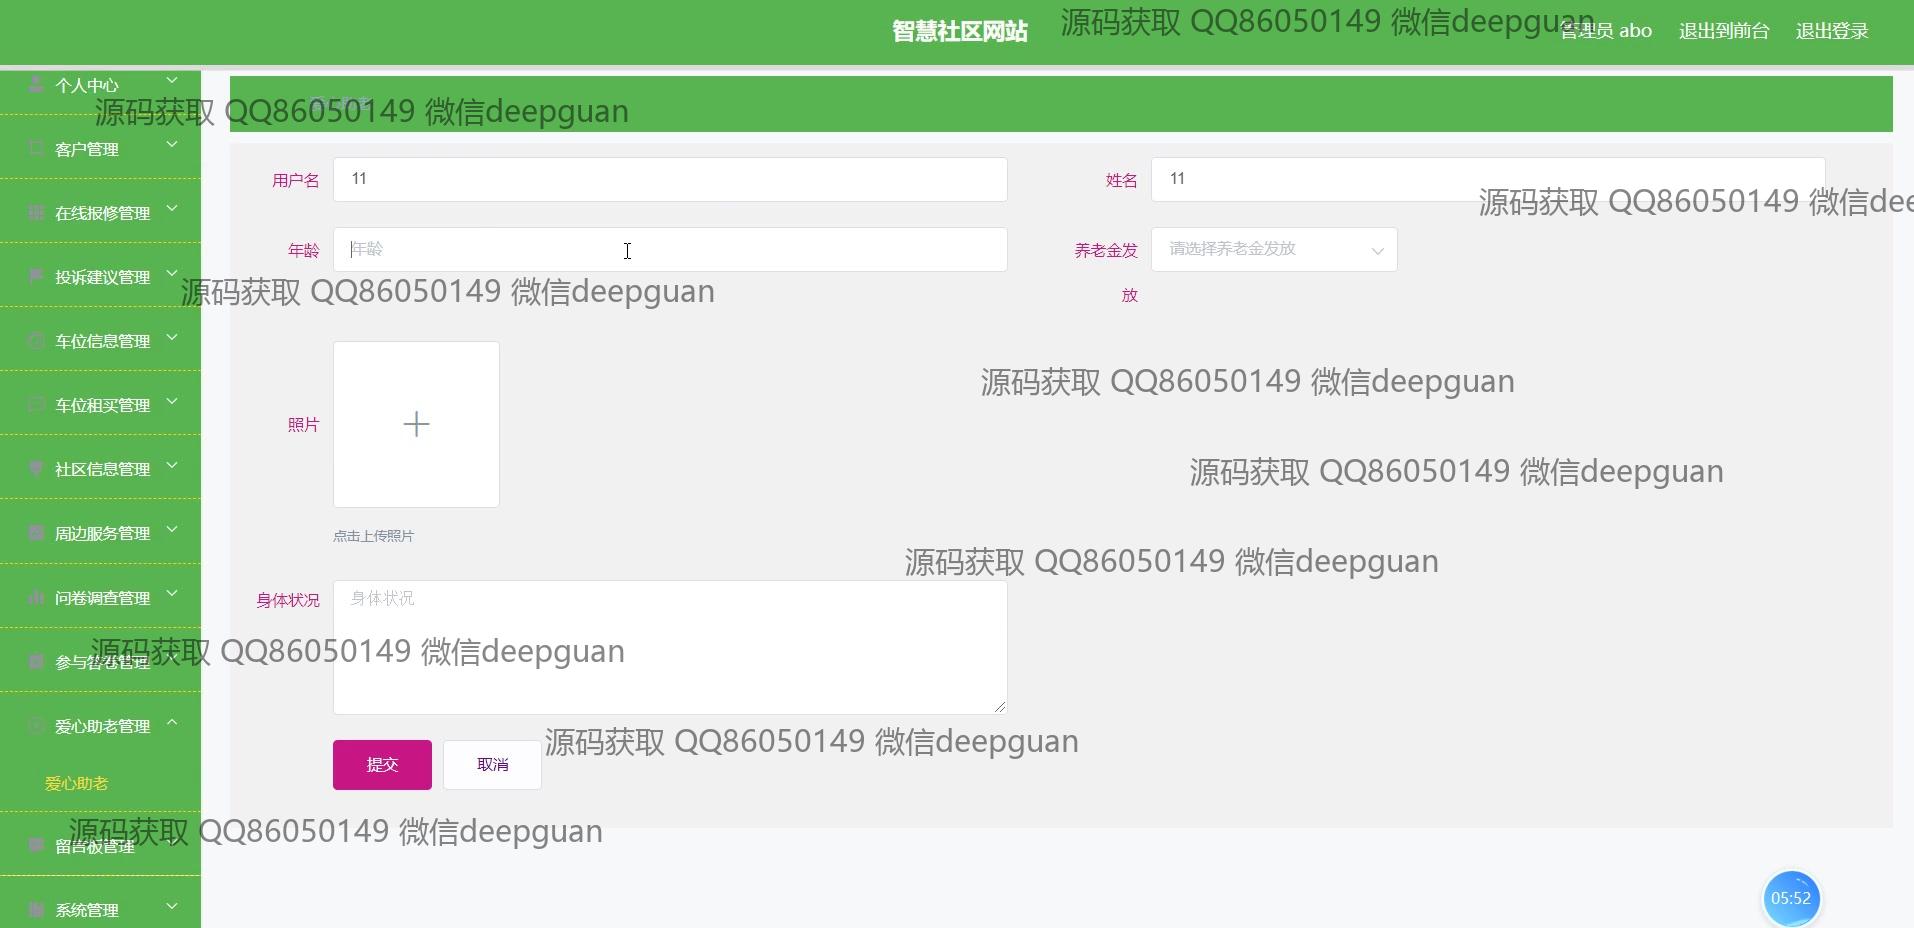 智慧社区网站
源码获取 QQ86050149 微信deepguan
管理员 abo
退出到前台
退出登录
个人中心
爱心助老
源码获取 QQ86050149 微信deepguan
客户管理
用户名
11
姓名
11
源码获取 QQ86050149 微信dee
在线报修管理
年龄
年龄
养老金发
放
请选择养老金发放
投诉建议管理
源码获取 QQ86050149 微信deepguan
车位信息管理
源码获取 QQ86050149 微信deepguan
车位租买管理
照片
社区信息管理
源码获取 QQ86050149 微信deepguan
周边服务管理
点击上传照片
源码获取 QQ86050149 微信deepguan
问卷调查管理
身体状况
身体状况
参与答卷管理
源码获取 QQ86050149 微信deepguan
爱心助老管理
源码获取 QQ86050149 微信deepguan
提交
取消
爱心助老
源码获取 QQ86050149 微信deepguan
留言板管理
系统管理
05:52